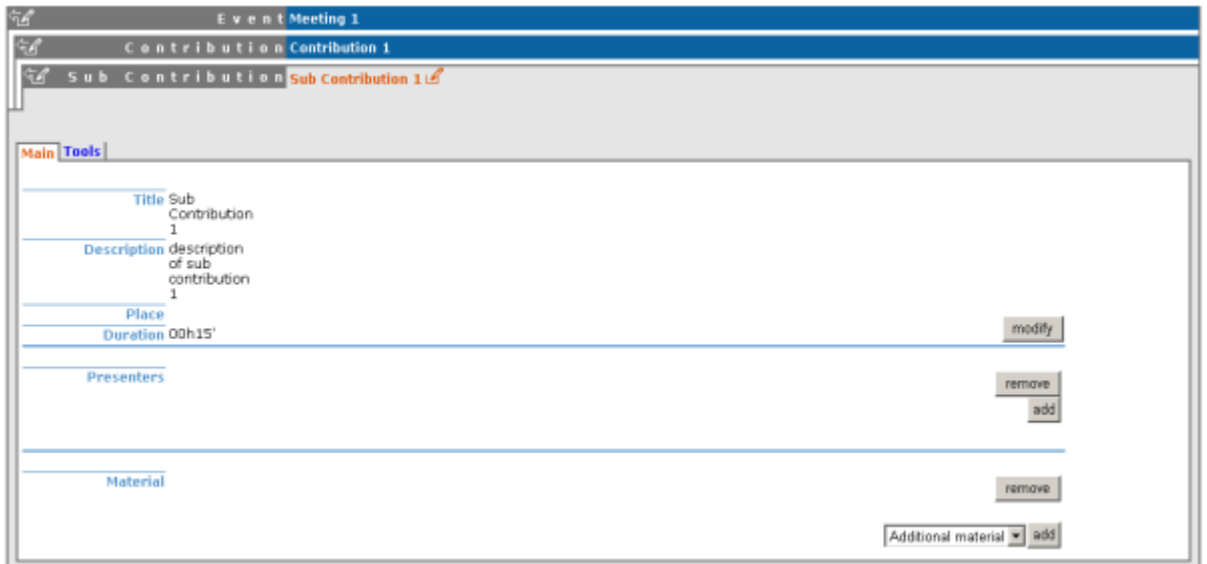 Event Meeting 1
Contribution Contribution 1
Sub Contribution Sub Contribution 1
Main Tools
Title Sub
Contribution
1
Description description
of sub
contribution
1
Place
Duration 00h15'
modify
Presenters
remove
add
Material
remove
Additional material add